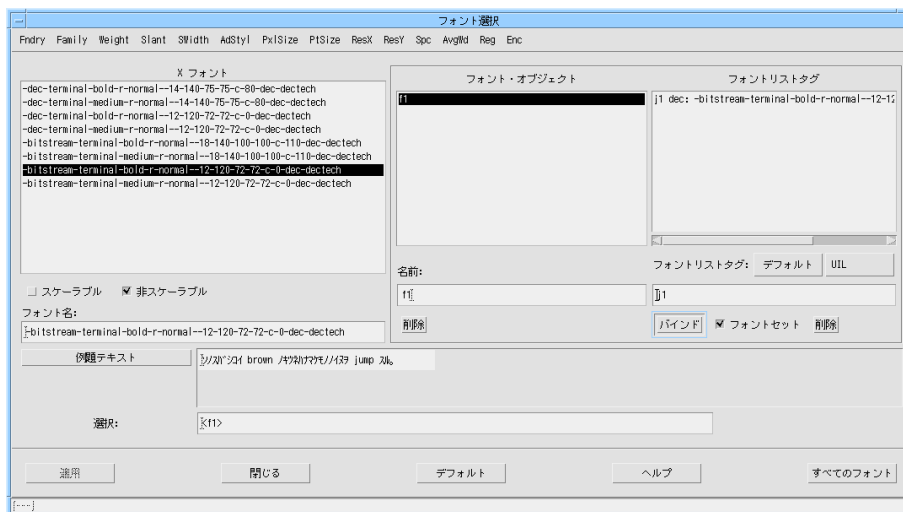 フォント選択
Fndry Family Weight Slant SWidth AdStyl PxlSize PtSize ResX ResY Spc AvgWd Reg Enc
X フォント
-dec-terminal-bold-r-normal--14-140-75-75-c-80-dec-dectech
-dec-terminal-medium-r-normal--14-140-75-75-c-80-dec-dectech
-dec-terminal-bold-r-normal--12-120-72-72-c-0-dec-dectech
-dec-terminal-medium-r-normal--12-120-72-72-c-0-dec-dectech
-bitstream-terminal-bold-r-normal--18-140-100-100-c-110-dec-dectech
-bitstream-terminal-medium-r-normal--18-140-100-100-c-110-dec-dectech
-bitstream-terminal-bold-r-normal--12-120-72-72-c-0-dec-dectech
-bitstream-terminal-medium-r-normal--12-120-72-72-c-0-dec-dectech
スケーラブル 非スケーラブル
フォント名:
-bitstream-terminal-bold-r-normal--12-120-72-72-c-0-dec-dectech
フォント・オブジェクト
f1
名前:
f1
削除
フォントリストタグ
j1 dec: -bitstream-terminal-bold-r-normal--12-12
フォントリストタグ: デフォルト UIL
j1
バインド フォントセット 削除
例題テキスト
brown jump ｽﾙ。
選択:
<f1>
適用 閉じる デフォルト ヘルプ すべてのフォント
[---]